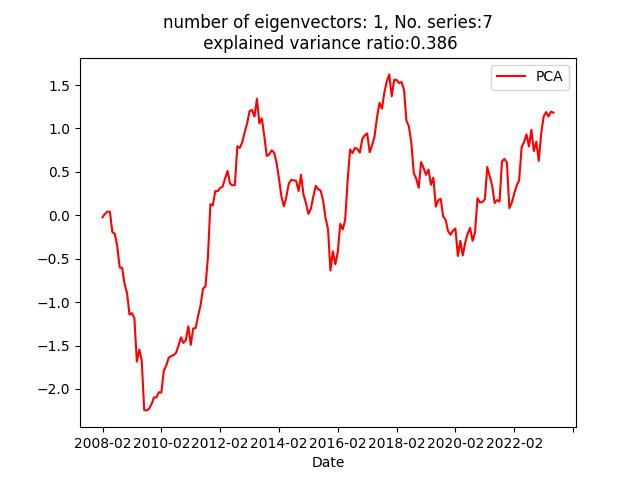 number of eigenvectors: 1, No. series:7
explained variance ratio:0.386
PCA
1.5
1.0
0.5
0.0
−0.5
−1.0
−1.5
−2.0
2008-02 2010-02 2012-02 2014-02 2016-02 2018-02 2020-02 2022-02
Date